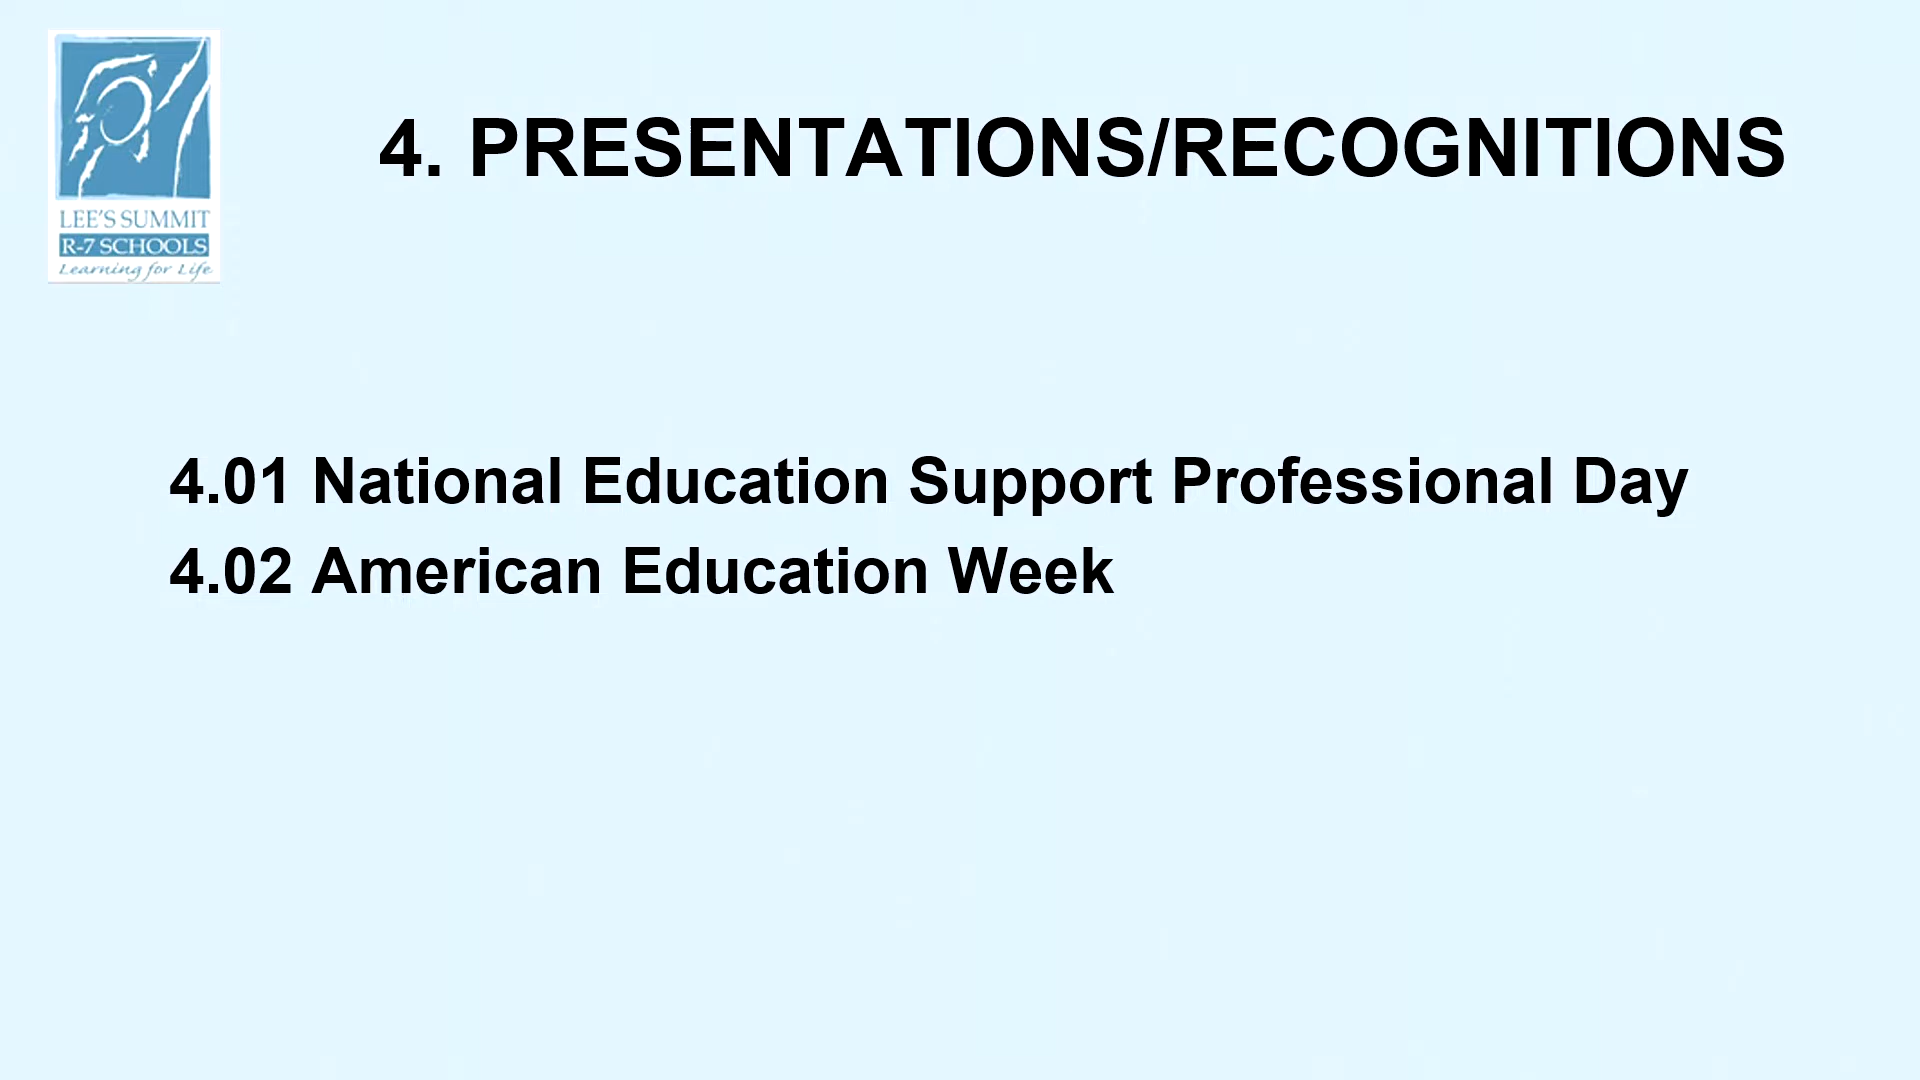 LEE'S SUMMIT
R-7 SCHOOLS
Learning for Life
4. PRESENTATIONS/RECOGNITIONS
4.01 National Education Support Professional Day
4.02 American Education Week